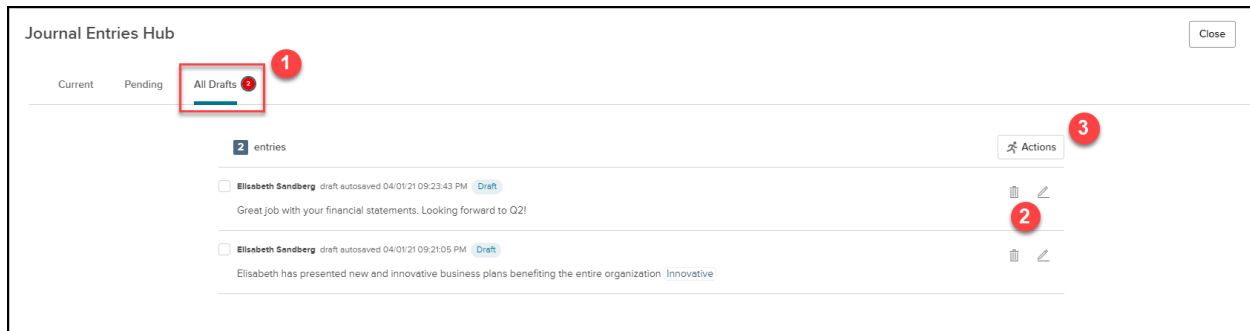 Journal Entries Hub
Close
1
Current Pending All Drafts 2
3
2 entries
Actions
Elisabeth Sandberg draft autosaved 04/01/21 09:23:43 PM Draft
Great job with your financial statements. Looking forward to Q2!
2
Elisabeth Sandberg draft autosaved 04/01/21 09:21:05 PM Draft
Elisabeth has presented new and innovative business plans benefiting the entire organization Innovative